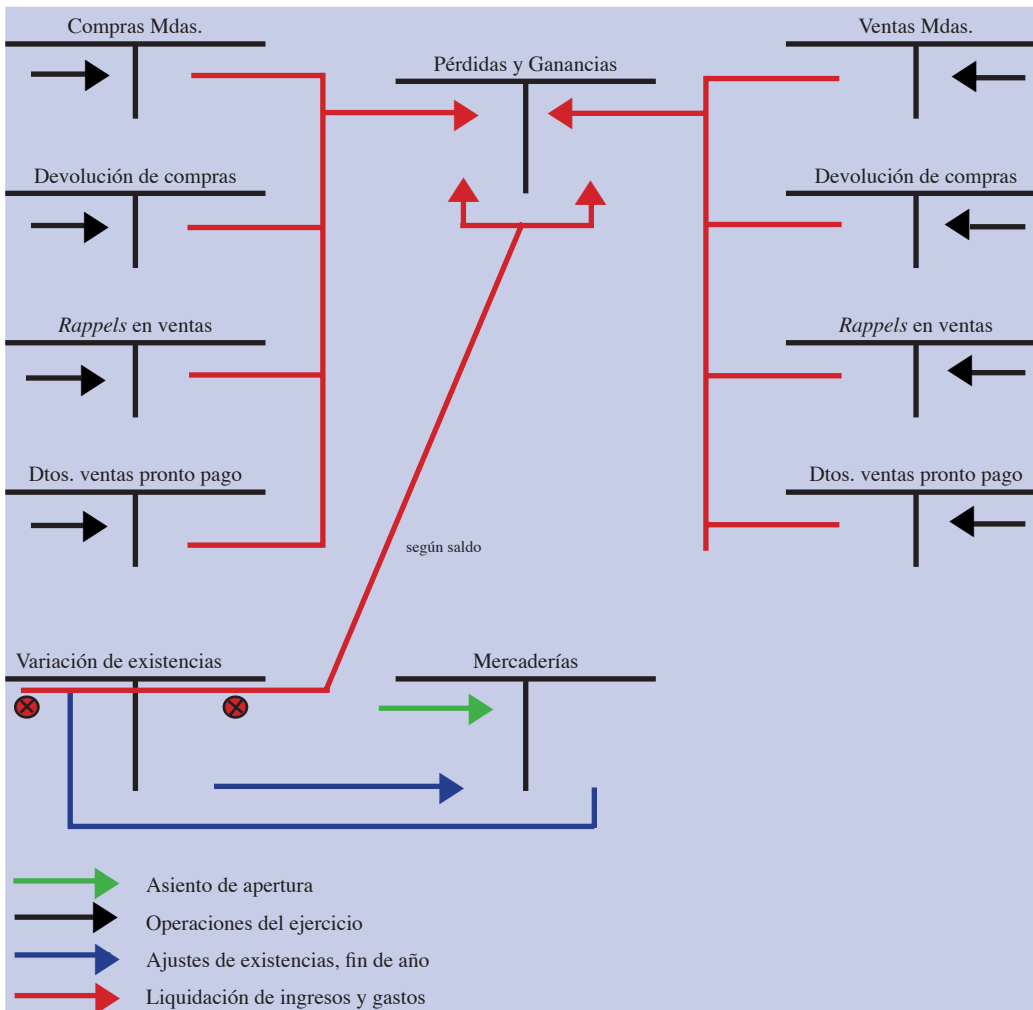 Compras Mdas.
Ventas Mdas.
Pérdidas y Ganancias
Devolución de compras
Devolución de compras
Rappels en ventas
Rappels en ventas
Dtos. ventas pronto pago
Dtos. ventas pronto pago
según saldo
Variación de existencias
Mercaderías
Asiento de apertura
Operaciones del ejercicio
Ajustes de existencias, fin de año
Liquidación de ingresos y gastos